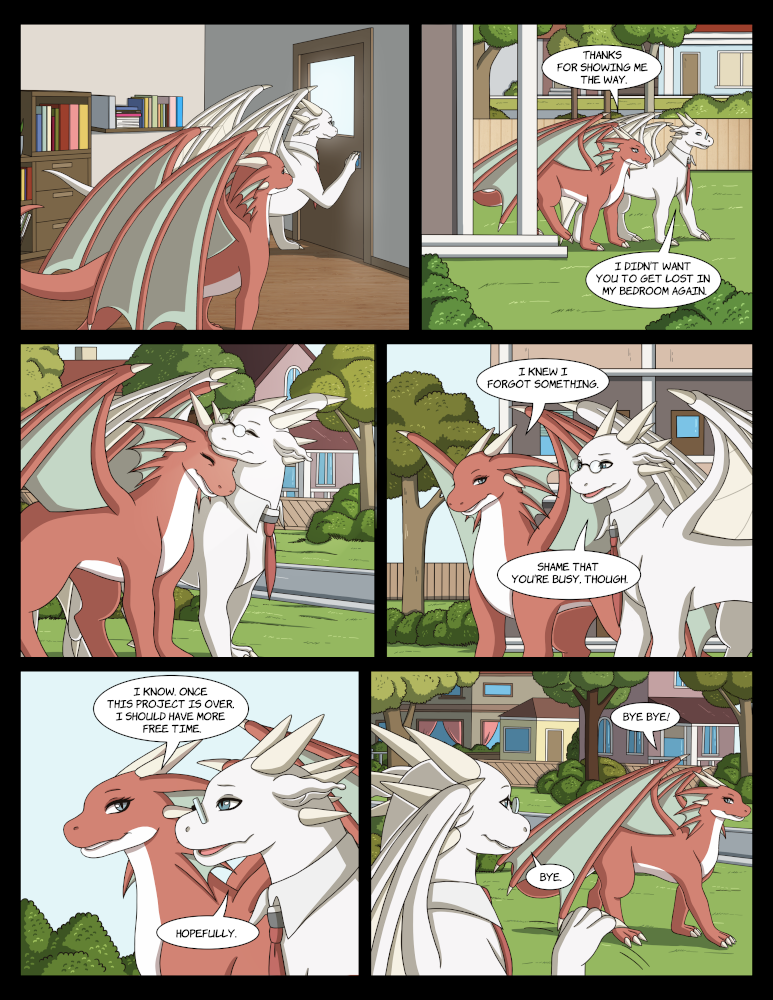 THANKS
FOR SHOWING ME
THE WAY.
I DIDN'T WANT
YOU TO GET LOST IN
MY BEDROOM AGAIN.
I KNEW I
FORGOT SOMETHING.
SHAME THAT
YOU'RE BUSY, THOUGH.
I KNOW. ONCE
THIS PROJECT IS OVER,
I SHOULD HAVE MORE
FREE TIME.
HOPEFULLY.
BYE BYE!
BYE.